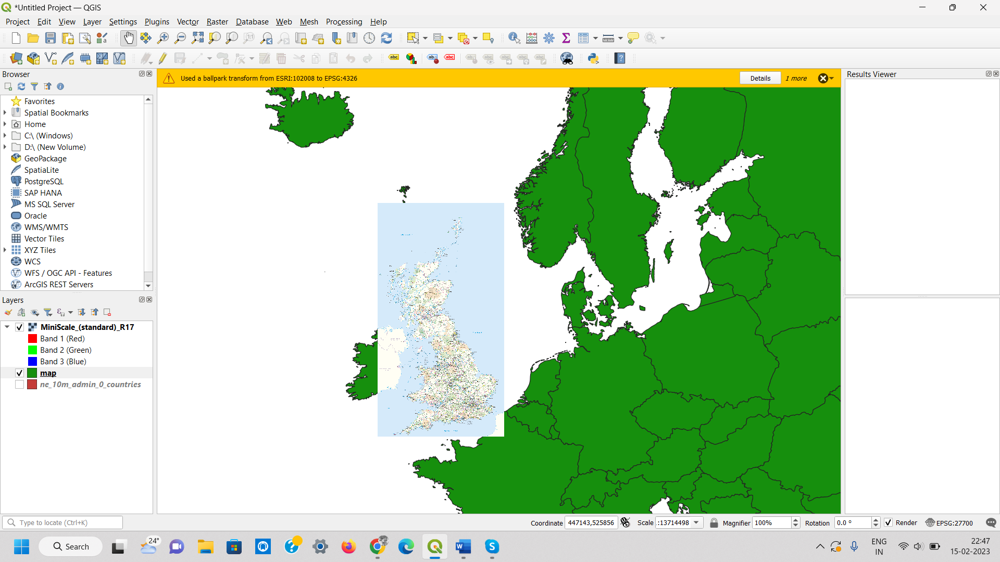 *Untitled Project — QGIS
Project Edit View Layer Settings Plugins Vector Raster Database Web Mesh Processing Help
Browser
Used a ballpark transform from ESRI:102008 to EPSG:4326
Details
1 more
Results Viewer
Favorites
Spatial Bookmarks
Home
C:\ (Windows)
D:\ (New Volume)
GeoPackage
SpatiaLite
PostgreSQL
SAP HANA
MS SQL Server
Oracle
WMS/WMTS
Vector Tiles
XYZ Tiles
WCS
WFS / OGC API - Features
ArcGIS REST Servers
Layers
MiniScale_(standard)_R17
Band 1 (Red)
Band 2 (Green)
Band 3 (Blue)
map
ne_10m_admin_0_countries
Type to locate (Ctrl+K)
Coordinate 447143,525856 Scale :13714498 Magnifier 100% Rotation 0.0 ° Render EPSG:27700
Search
24°
ENG
IN
22:47
15-02-2023